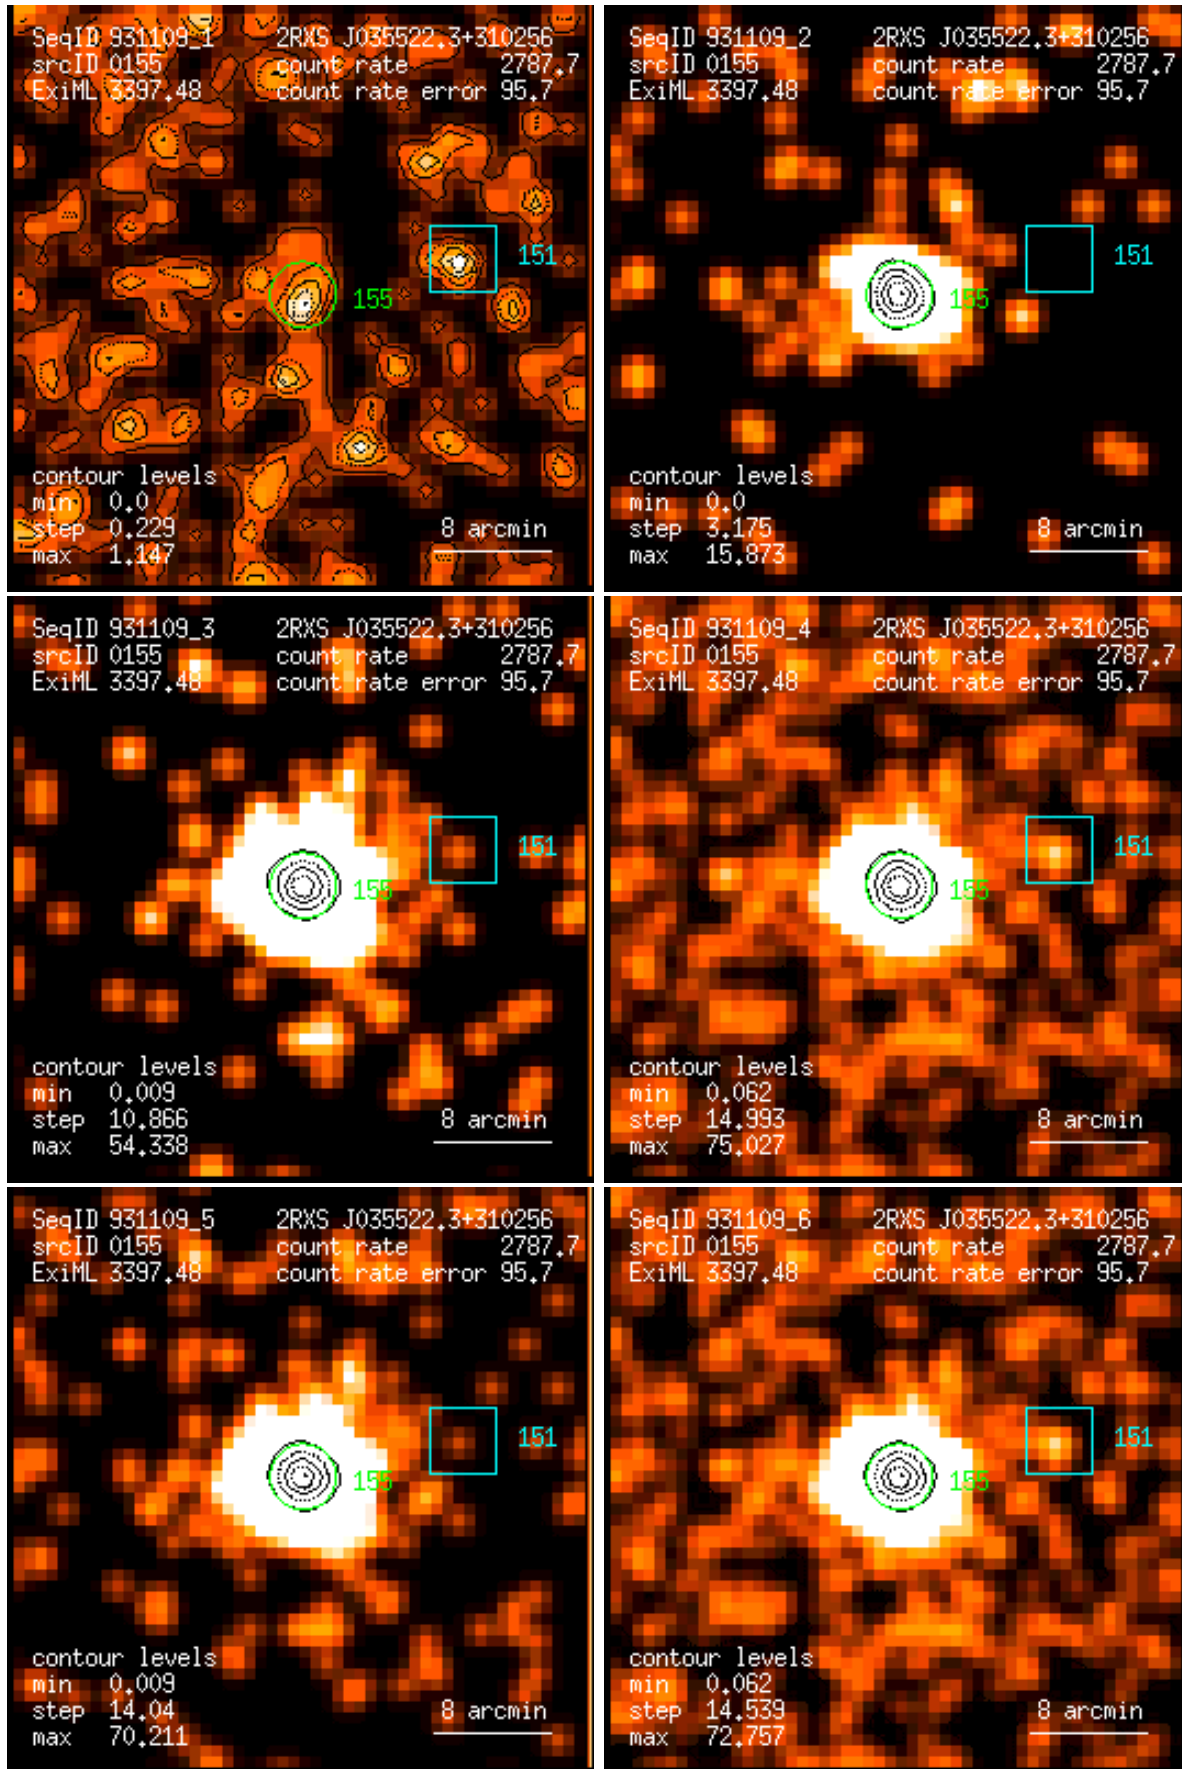 SeqID 931109_1 2RXS J035522.3+310256
srcID 0155 count rate 2787.7
ExiML 3397.48 count rate error 95.7
151
155
contour levels
min 0.0
step 0.229 8 arcmin
max 1.147
SeqID 931109_2 2RXS J035522.3+310256
srcID 0155 count rate 2787.7
ExiML 3397.48 count rate error 95.7
151
155
contour levels
min 0.0
step 3.175 8 arcmin
max 15.873
SeqID 931109_3 2RXS J035522.3+310256
srcID 0155 count rate 2787.7
ExiML 3397.48 count rate error 95.7
151
155
contour levels
min 0.009
step 10.866 8 arcmin
max 54.338
SeqID 931109_4 2RXS J035522.3+310256
srcID 0155 count rate 2787.7
ExiML 3397.48 count rate error 95.7
151
155
contour levels
min 0.062
step 14.993 8 arcmin
max 75.027
SeqID 931109_5 2RXS J035522.3+310256
srcID 0155 count rate 2787.7
ExiML 3397.48 count rate error 95.7
151
155
contour levels
min 0.009
step 14.04 8 arcmin
max 70.211
SeqID 931109_6 2RXS J035522.3+310256
srcID 0155 count rate 2787.7
ExiML 3397.48 count rate error 95.7
151
155
contour levels
min 0.062
step 14.539 8 arcmin
max 72.757